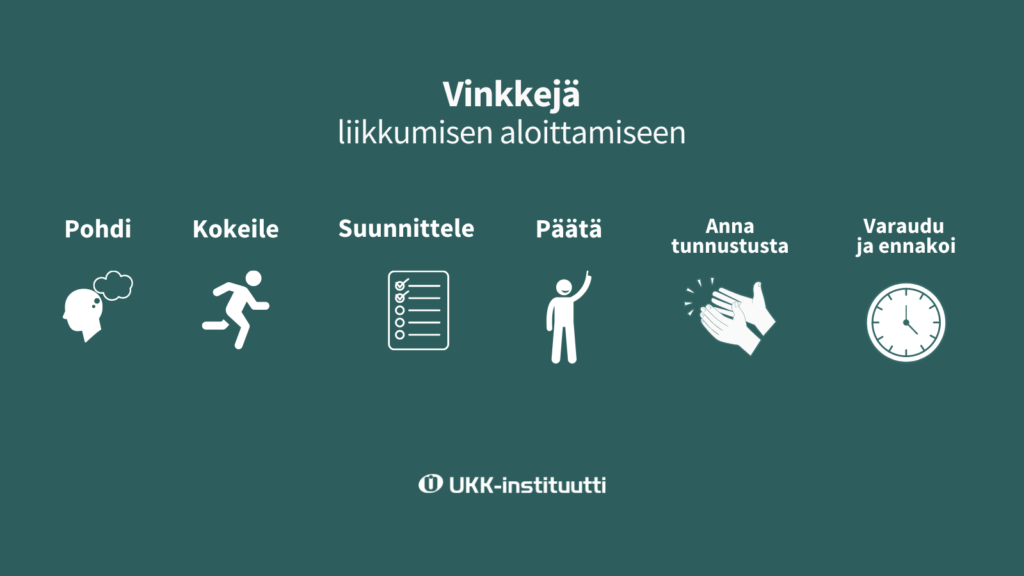 Vinkkejä
liikkumisen aloittamiseen
Pohdi
Kokeile
Suunnittele
Päätä
Anna
tunnustusta
Varaudu
ja ennakoi
UKK-instituutti